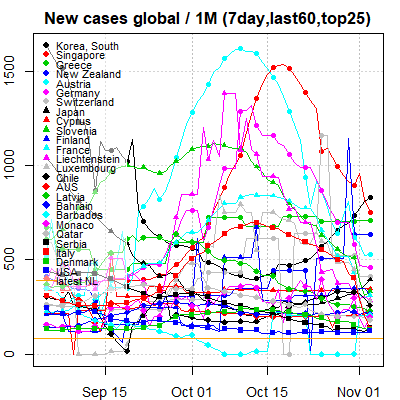 New cases global / 1M (7day,last60,top25)
1500
1000
500
0
Korea, South
Singapore
Greece
New Zealand
Austria
Germany
Switzerland
Japan
Cyprus
Slovenia
Finland
France
Liechtenstein
Luxembourg
Chile
AUS
Latvia
Bahrain
Barbados
Monaco
Qatar
Serbia
Italy
Denmark
USA
latest NL
Sep 15
Oct 01
Oct 15
Nov 01